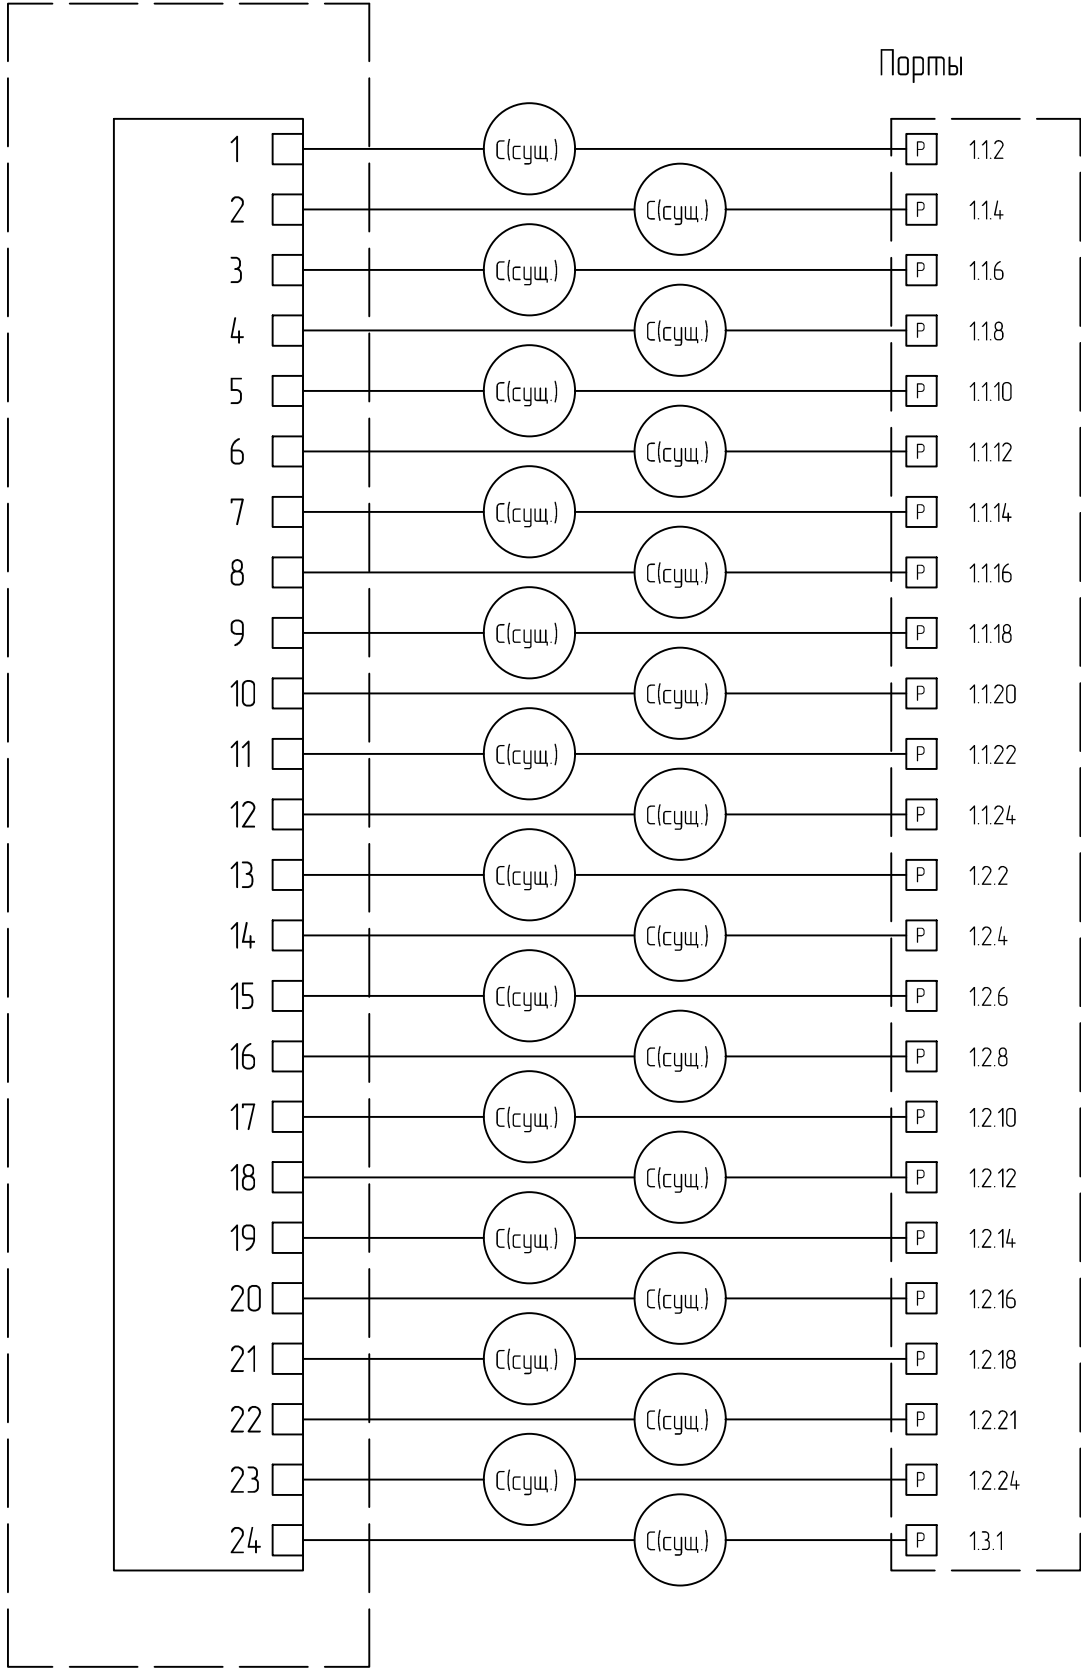 Порты
1 С(сущ.) Р 1.1.2
2 С(сущ.) Р 1.1.4
3 С(сущ.) Р 1.1.6
4 С(сущ.) Р 1.1.8
5 С(сущ.) Р 1.1.10
6 С(сущ.) Р 1.1.12
7 С(сущ.) Р 1.1.14
8 С(сущ.) Р 1.1.16
9 С(сущ.) Р 1.1.18
10 С(сущ.) Р 1.1.20
11 С(сущ.) Р 1.1.22
12 С(сущ.) Р 1.1.24
13 С(сущ.) Р 1.2.2
14 С(сущ.) Р 1.2.4
15 С(сущ.) Р 1.2.6
16 С(сущ.) Р 1.2.8
17 С(сущ.) Р 1.2.10
18 С(сущ.) Р 1.2.12
19 С(сущ.) Р 1.2.14
20 С(сущ.) Р 1.2.16
21 С(сущ.) Р 1.2.18
22 С(сущ.) Р 1.2.21
23 С(сущ.) Р 1.2.24
24 С(сущ.) Р 1.3.1